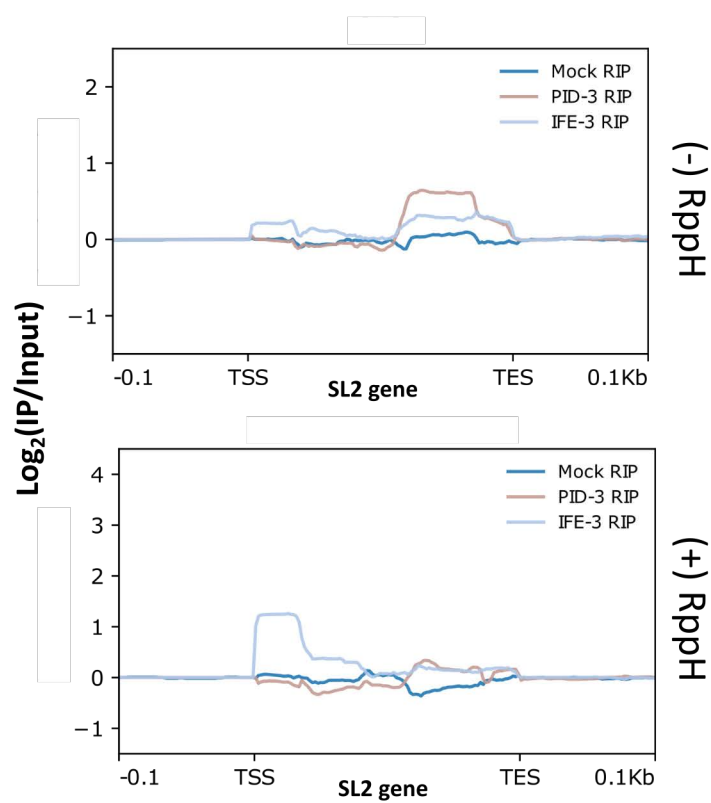 Log₂(IP/Input)
2
1
0
−1
Mock RIP
PID-3 RIP
IFE-3 RIP
(-) RppH
-0.1 TSS SL2 gene TES 0.1Kb
4
3
2
1
0
−1
Mock RIP
PID-3 RIP
IFE-3 RIP
(+) RppH
-0.1 TSS SL2 gene TES 0.1Kb